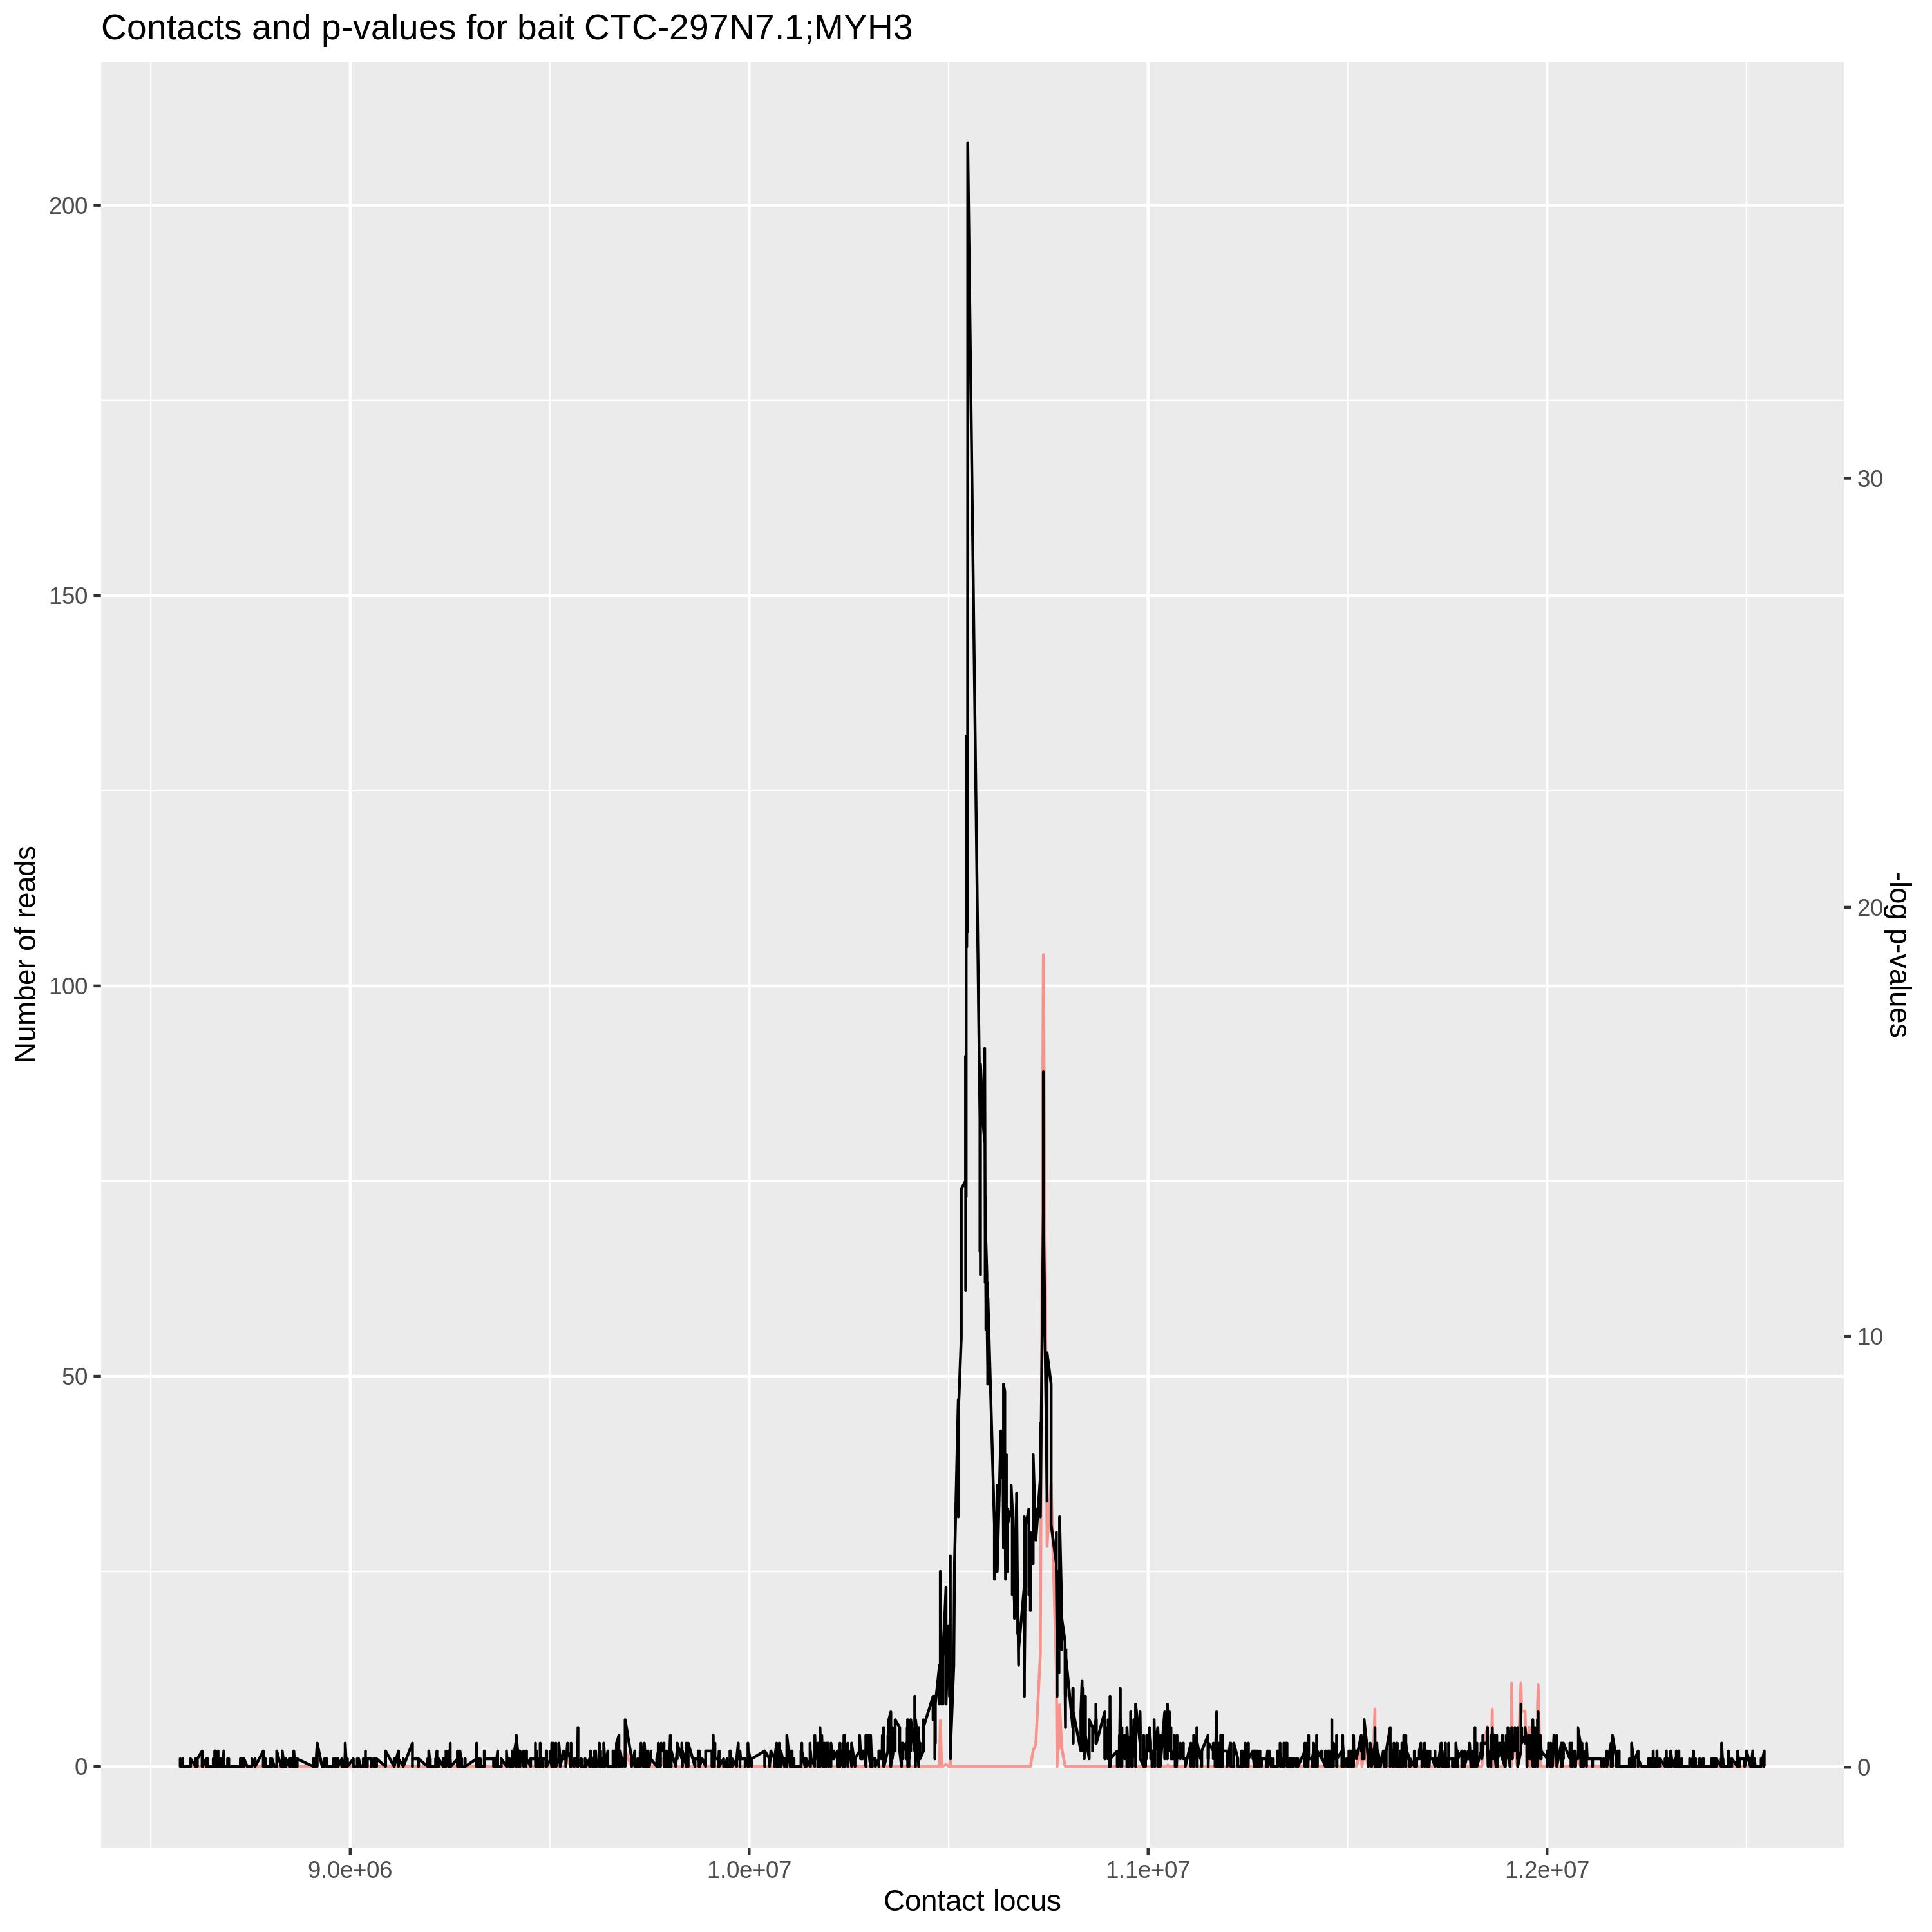 Contacts and p-values for bait CTC-297N7.1;MYH3
Number of reads
200
150
100
50
0
30
20
10
0
-log p-values
9.0e+06
1.0e+07
1.1e+07
1.2e+07
Contact locus